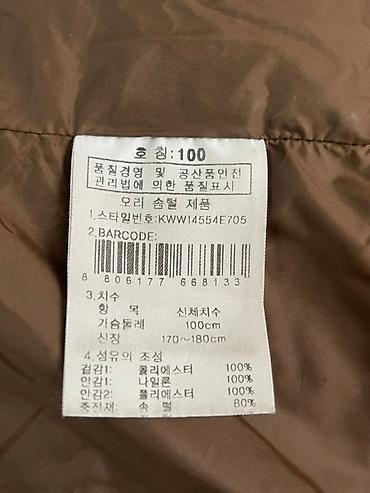 호 칭:100
품질경영 및 공산품안전
관리법에 의한 품질표시
오리 솜털 제품
1.스타일번호:KWW14554E705
2.BARCODE:
8 806177 668133
3.치수
항 목 신체치수
가슴둘레 100cm
신장 170~180cm
4.섬유의 조성
겉감1: 폴리에스터 100%
안감1: 나일론 100%
안감2: 폴리에스터 100%
충전재: 솜 털 80%
20%